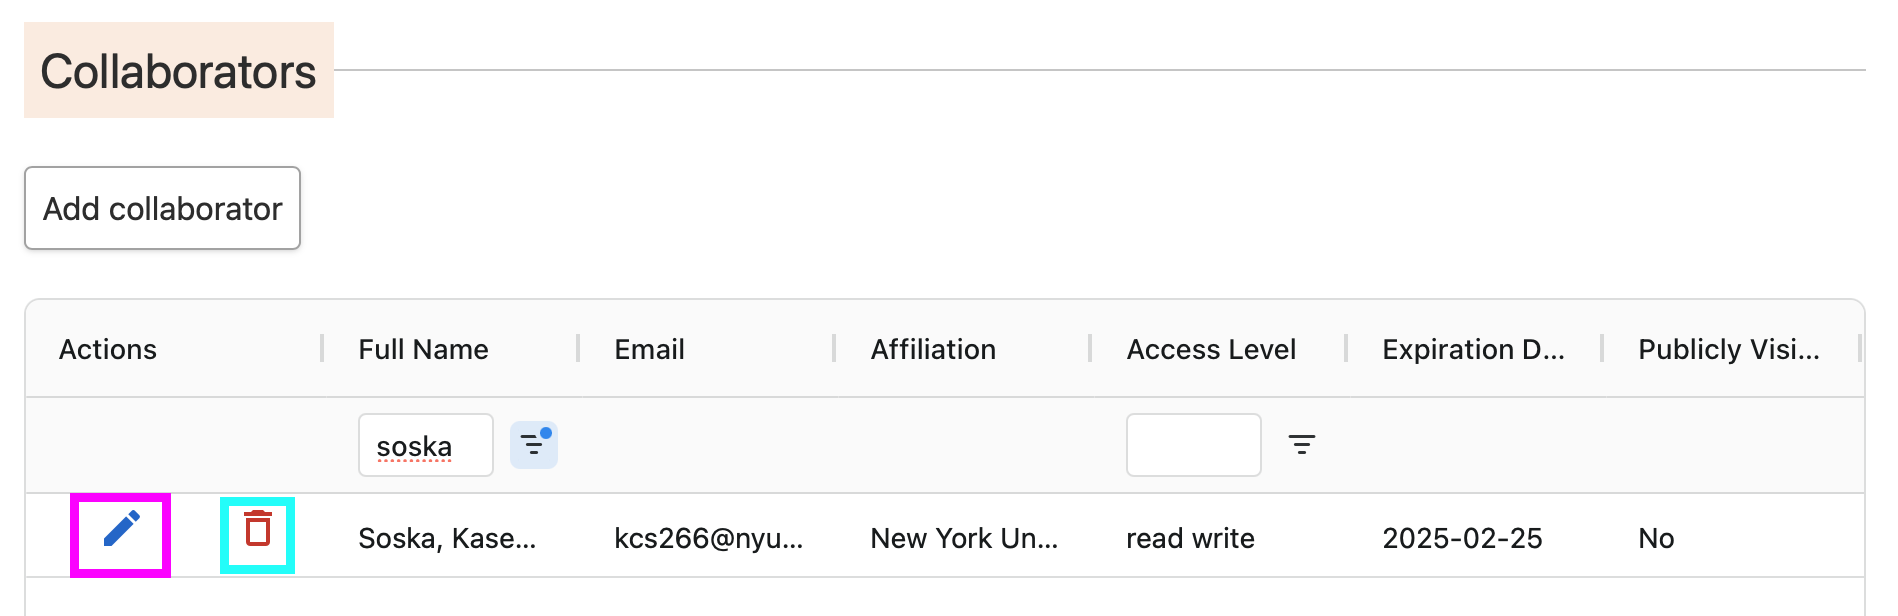 Collaborators
Add collaborator
Actions Full Name Email Affiliation Access Level Expiration D... Publicly Visi...
soska
Soska, Kase... kcs266@nyu... New York Un... read write 2025-02-25 No